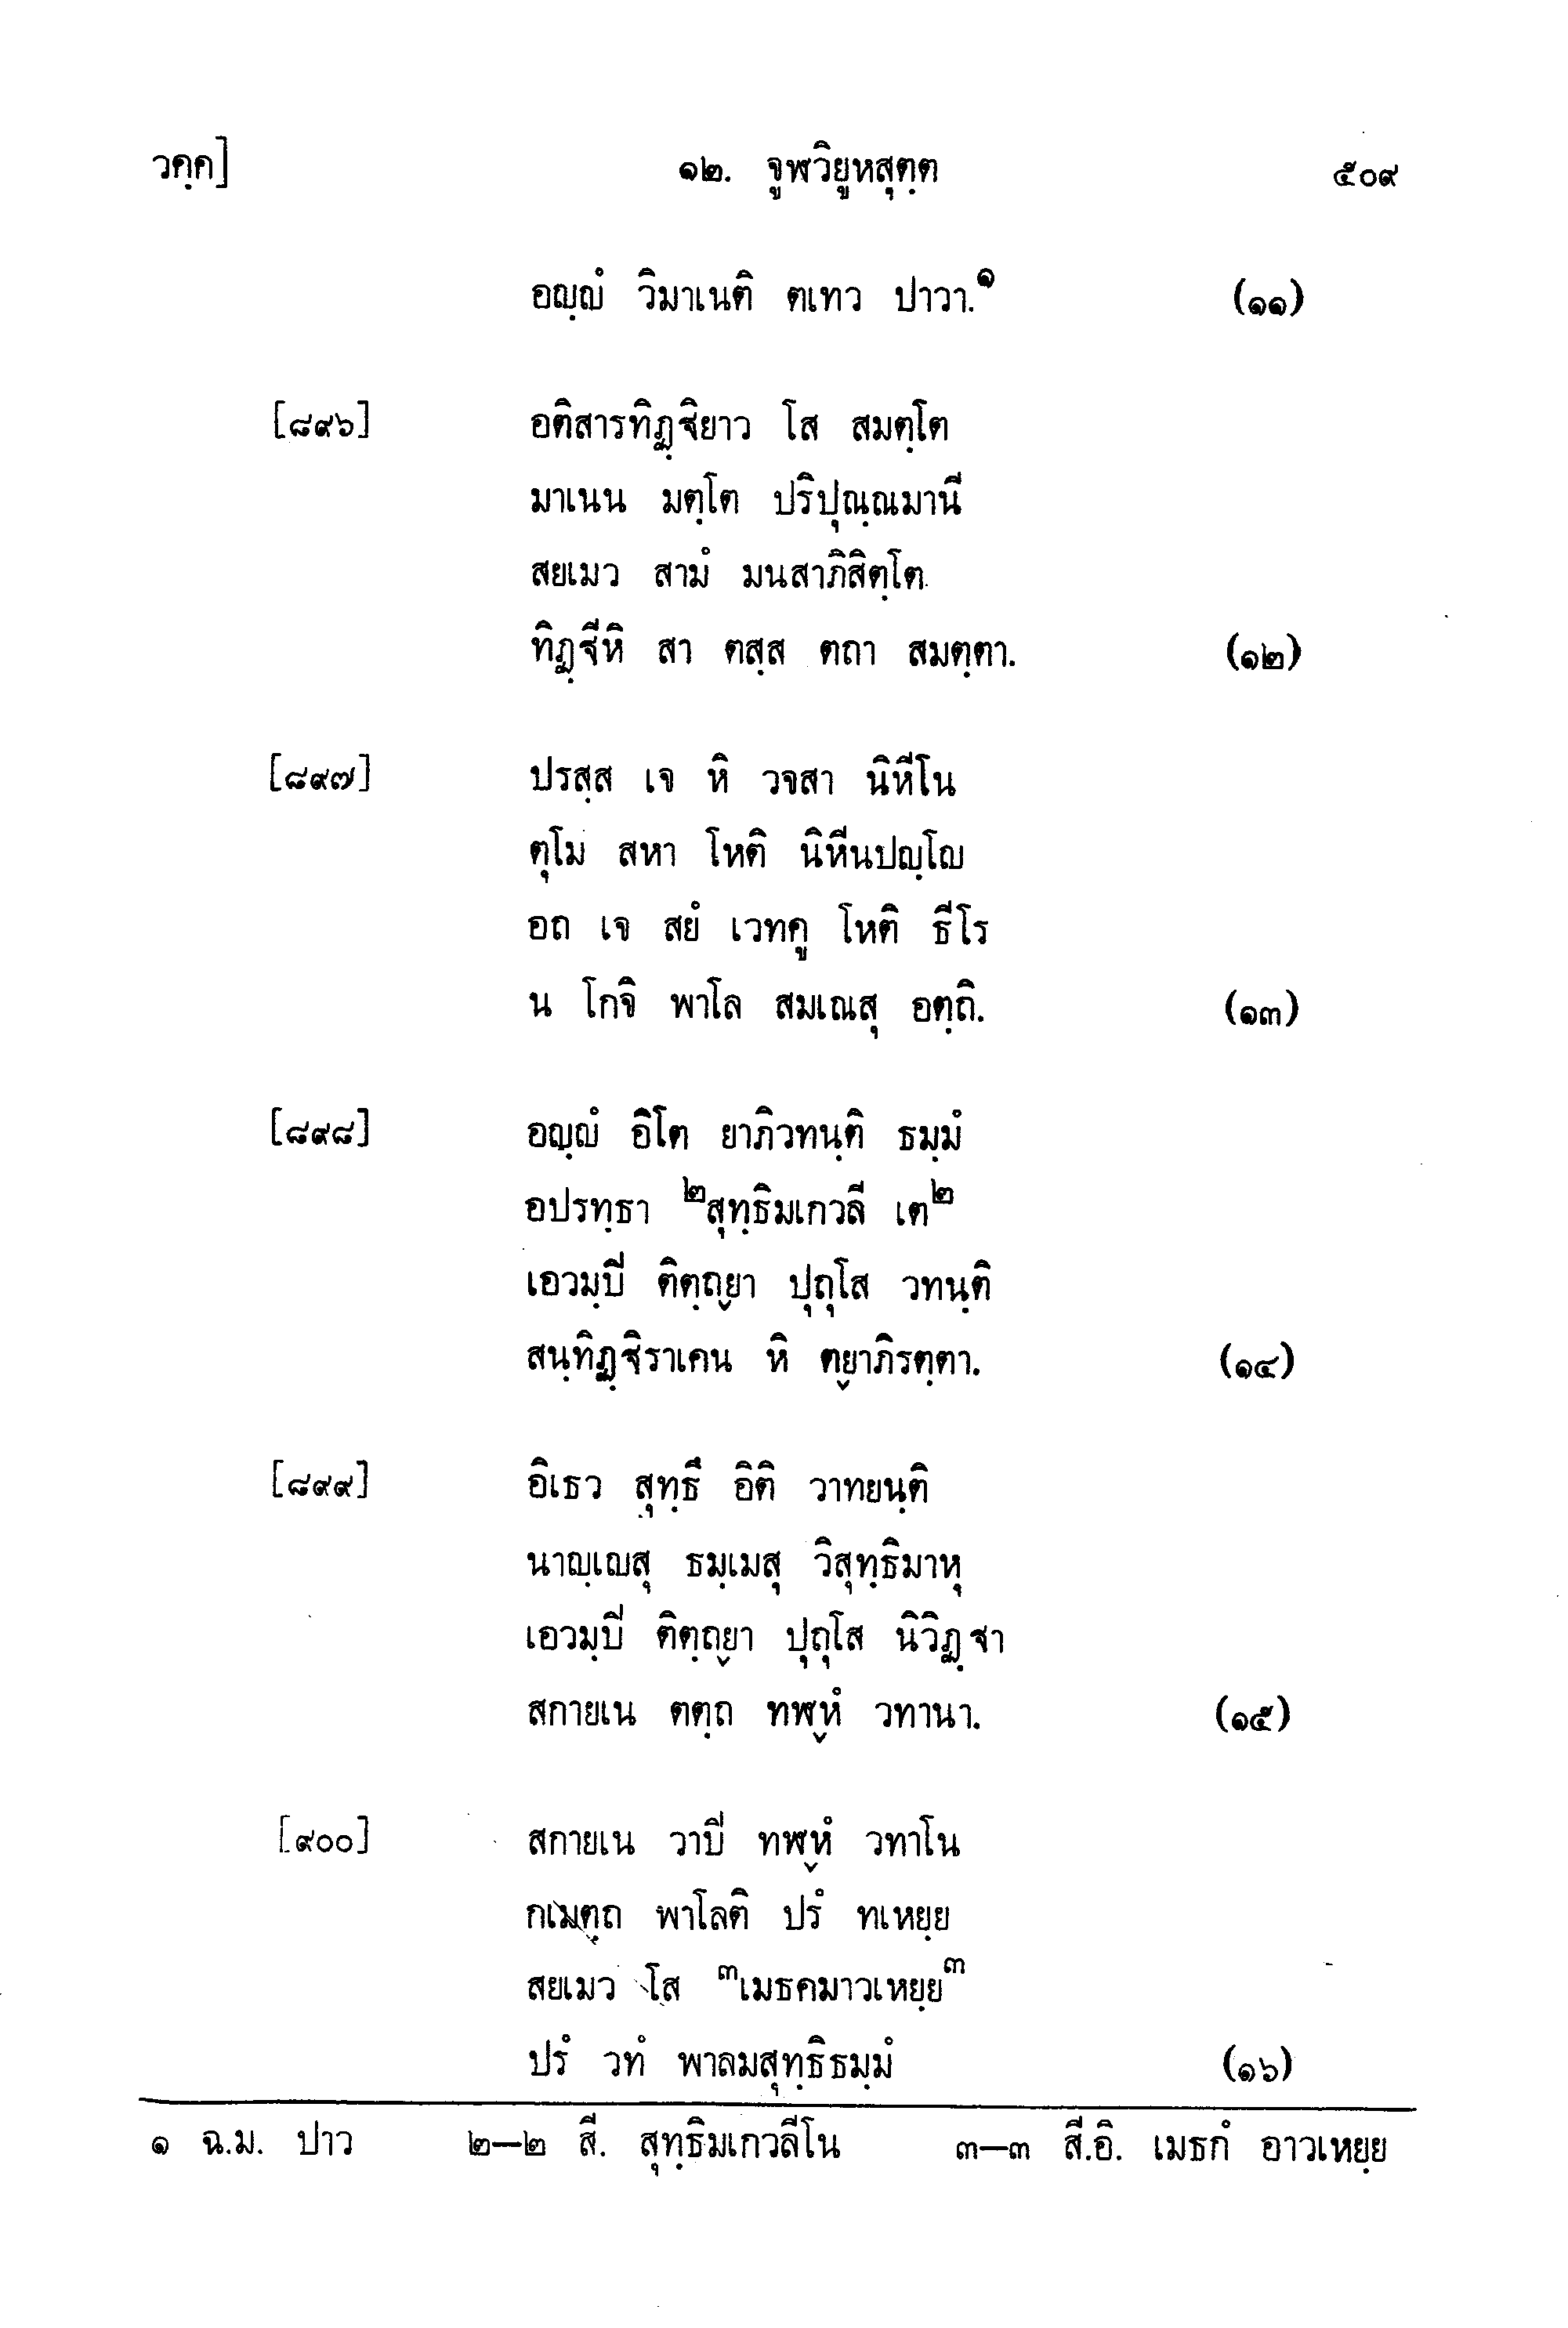 วคฺค] ๑๒. จูฬวิยูหสุตฺต ๕๐๙
อญฺญํ วิมาเนติ ตเทว ปาวา.๑ (๑๑)
[๘๙๖] อติสารทิฏฺฐิยาว โส สมตฺโต
มาเนน มตฺโต ปริปุณฺณมานี
สยเมว สามํ มนสาภิสิตฺโต
ทิฏฺฐีหิ สา ตสฺส ตถา สมตฺตา. (๑๒)
[๘๙๗] ปรสฺส เจ หิ วจสา นิหีโน
ตุโม สหา โหติ นิหีนปญฺโญ
อถ เจ สยํ เวทคู โหติ ธีโร
น โกจิ พาโล สมเณสุ อตฺถิ. (๑๓)
[๘๙๘] อญฺญํ อิโต ยาภิวทนฺติ ธมฺมํ
อปรทฺธา ๒สุทฺธิมเกวลี เต๒
เอวมฺปี ติตฺถฺยา ปุถุโส วทนฺติ
สนฺทิฏฺฐิราเคน หิ ตฺยาภิรตฺตา. (๑๔)
[๘๙๙] อิเธว สุทฺธึ อิติ วาทยนฺติ
นาญฺเญสุ ธมฺเมสุ วิสุทฺธิมาหุ
เอวมฺปี ติตฺถฺยา ปุถุโส นิวิฏฺฐา
สกายเน ตตฺถ ทฬฺหํ วทานา. (๑๕)
[๙๐๐] สกายเน วาปี ทฬฺหํ วทาโน
กเมตฺถ พาโลติ ปรํ ทเหยฺย
สยเมว โส ๓เมธคมาวเหยฺย๓
ปรํ วทํ พาลมสุทฺธิธมฺมํ (๑๖)
๑ ฉ.ม. ปาว ๒–๒ สี. สุทฺธิมเกวลีโน ๓–๓ สี.อิ. เมธกํ อาวเหยฺย